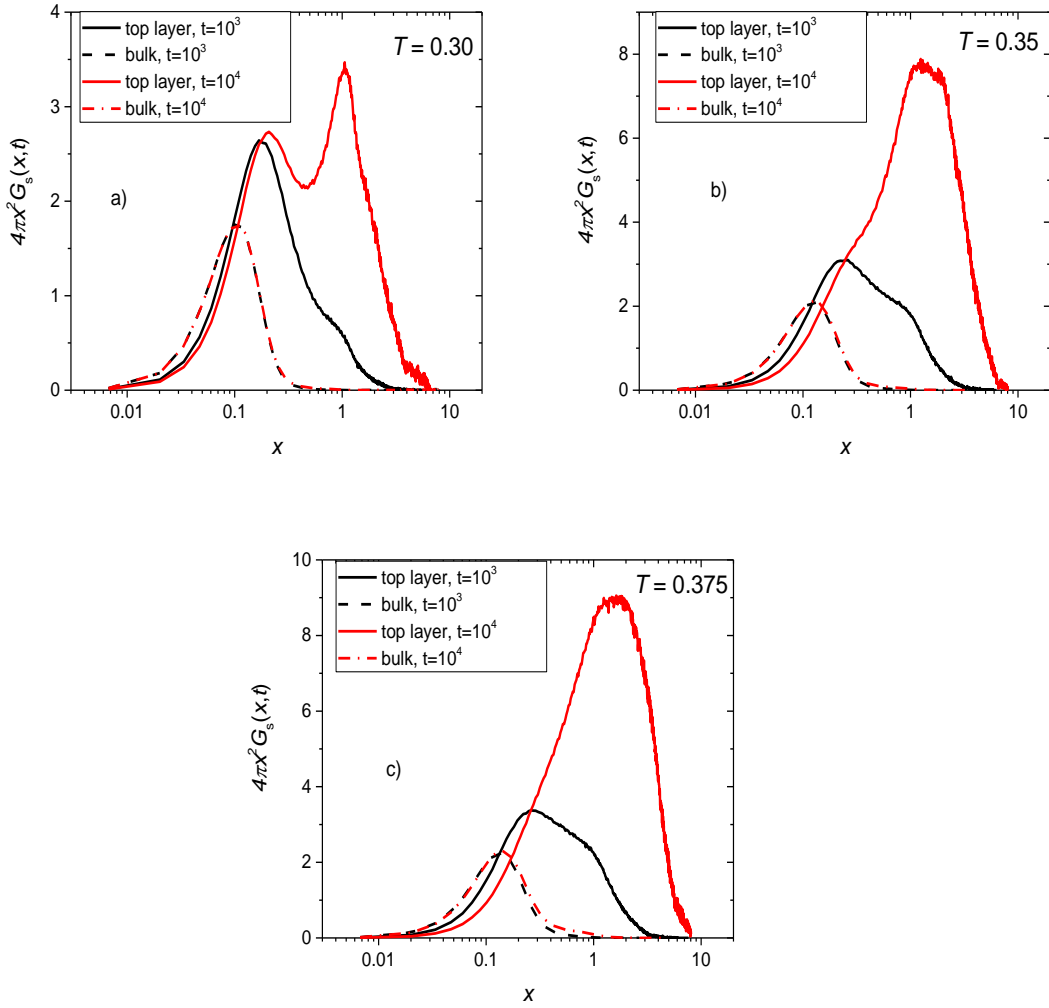 top layer, t=10³
bulk, t=10³
top layer, t=10⁴
bulk, t=10⁴
T = 0.30
a)
4πx²Gₛ(x,t)
4
3
2
1
0
0.01 0.1 1 10
x
top layer, t=10³
bulk, t=10³
top layer, t=10⁴
bulk, t=10⁴
T = 0.35
b)
4πx²Gₛ(x,t)
8
6
4
2
0
0.01 0.1 1 10
x
top layer, t=10³
bulk, t=10³
top layer, t=10⁴
bulk, t=10⁴
T = 0.375
c)
4πx²Gₛ(x,t)
10
8
6
4
2
0
0.01 0.1 1 10
x